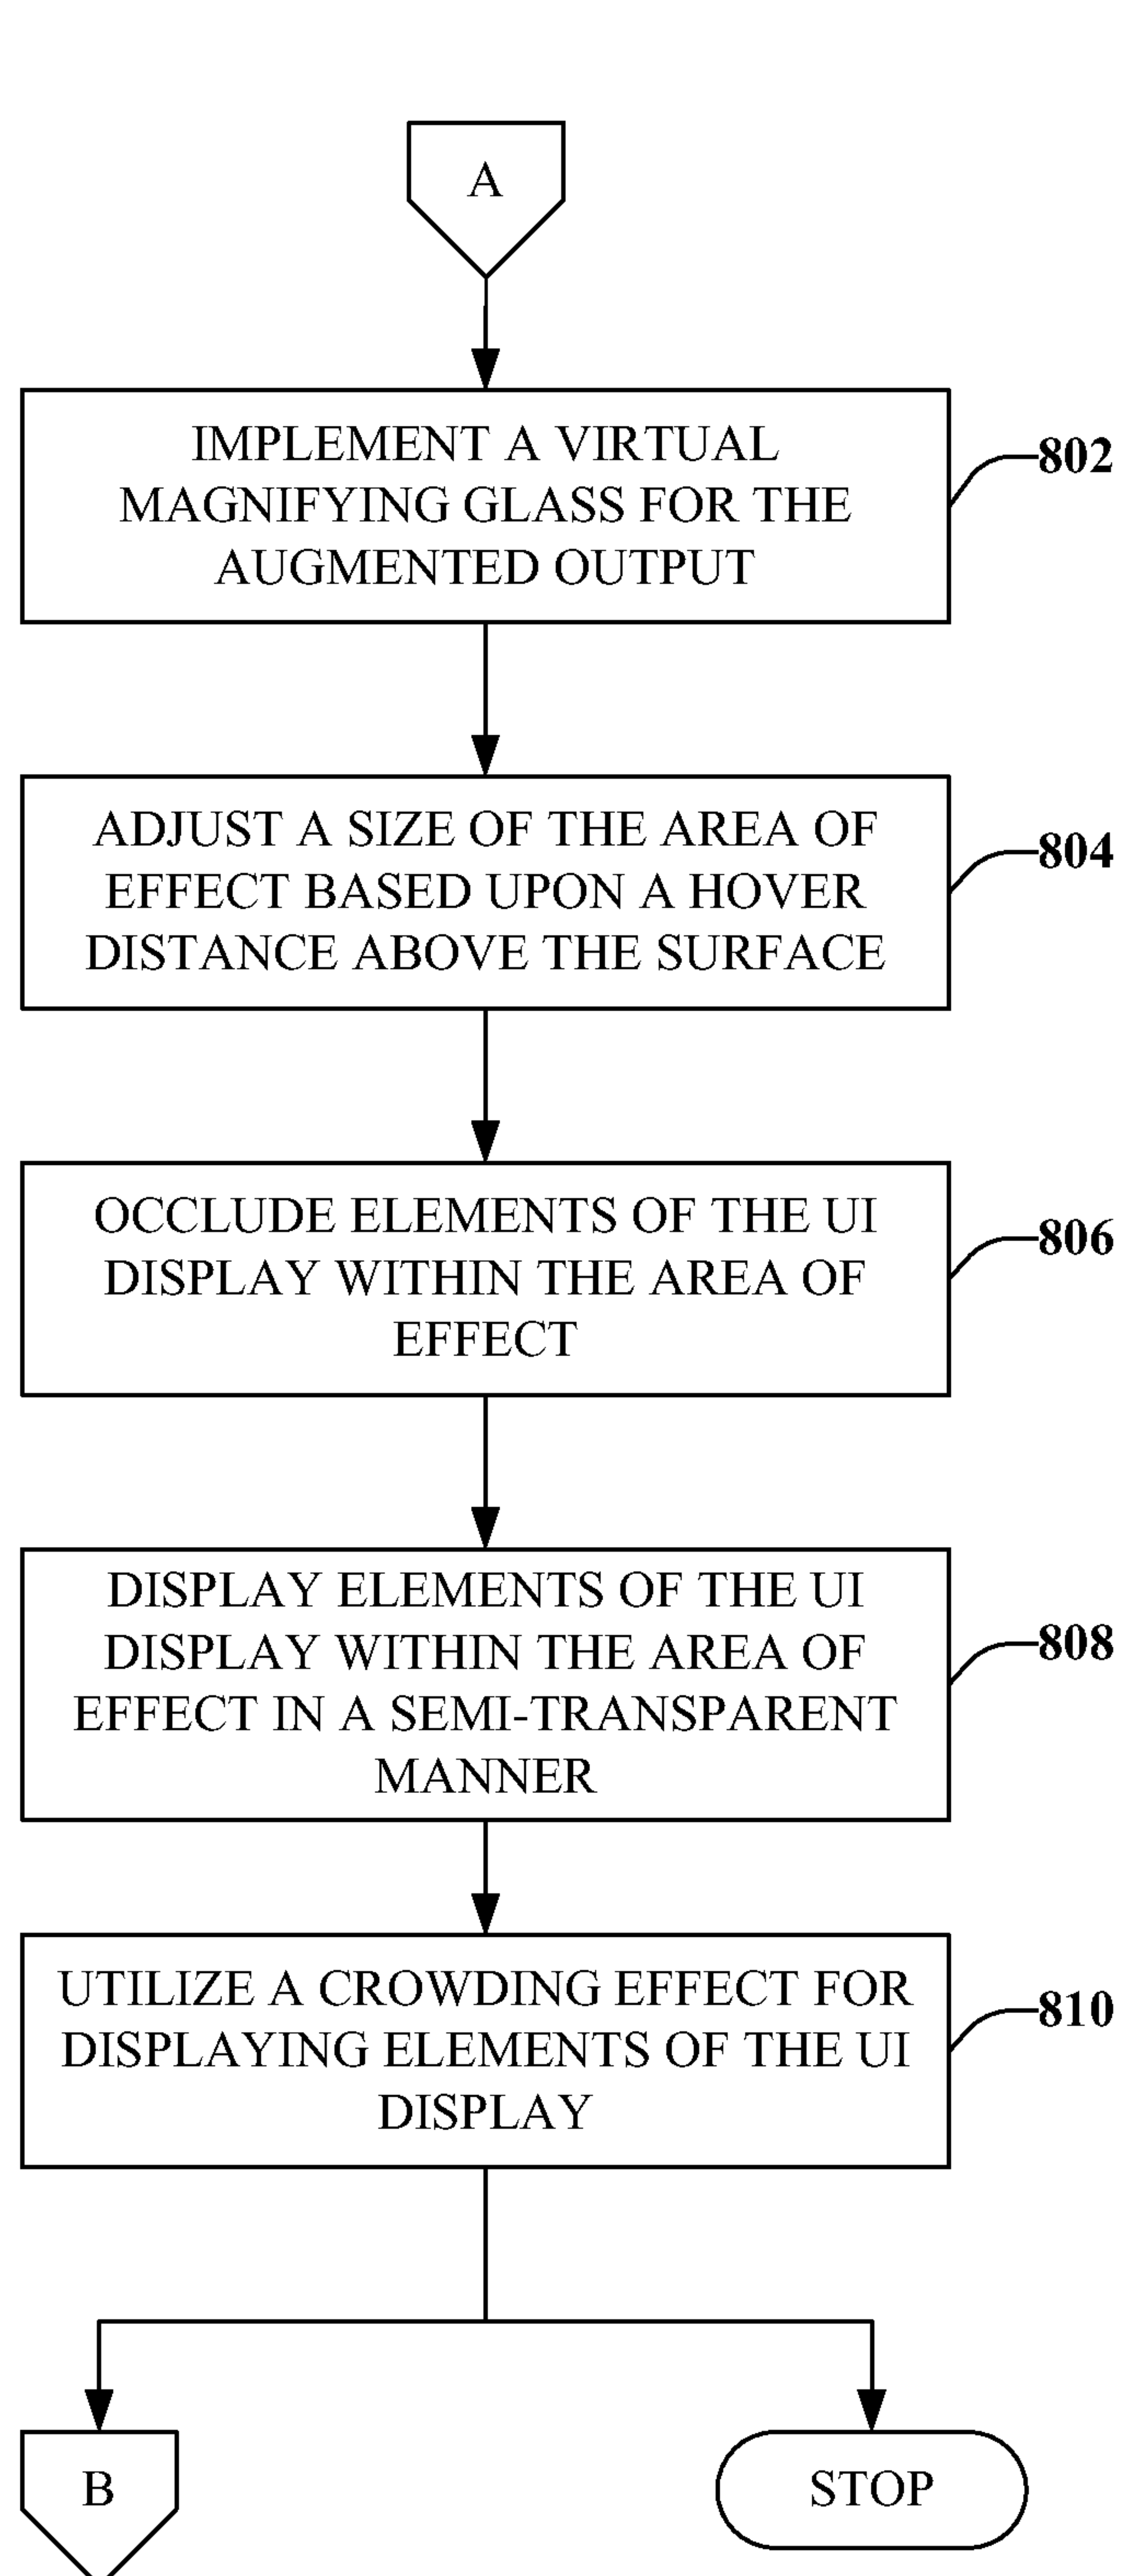 A
IMPLEMENT A VIRTUAL
MAGNIFYING GLASS FOR THE
AUGMENTED OUTPUT
802
ADJUST A SIZE OF THE AREA OF
EFFECT BASED UPON A HOVER
DISTANCE ABOVE THE SURFACE
804
OCCLUDE ELEMENTS OF THE UI
DISPLAY WITHIN THE AREA OF
EFFECT
806
DISPLAY ELEMENTS OF THE UI
DISPLAY WITHIN THE AREA OF
EFFECT IN A SEMI-TRANSPARENT
MANNER
808
UTILIZE A CROWDING EFFECT FOR
DISPLAYING ELEMENTS OF THE UI
DISPLAY
810
B
STOP